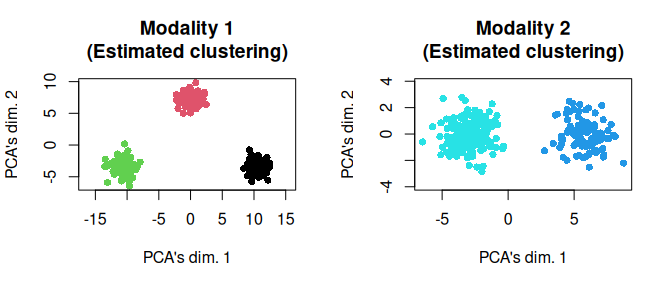 Modality 1
(Estimated clustering)
PCA's dim. 2
10
5
0
-5
-15
-5
0
5
10
15
PCA's dim. 1
Modality 2
(Estimated clustering)
PCA's dim. 2
4
2
0
-4
-5
0
5
PCA's dim. 1